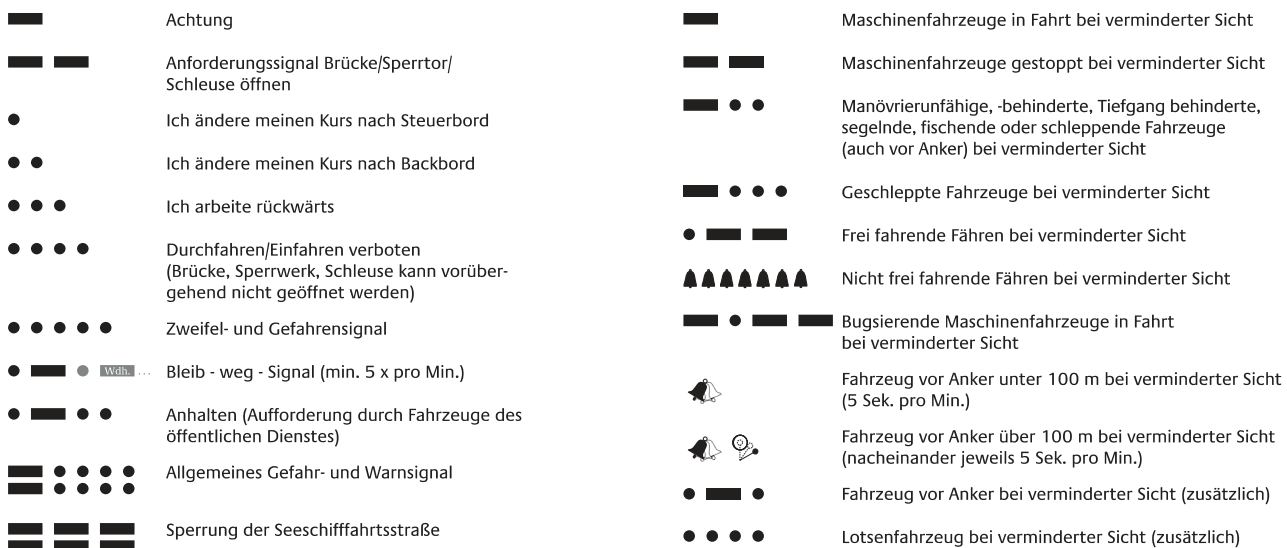 Achtung
Anforderungssignal Brücke/Sperrtor/
Schleuse öffnen
Ich ändere meinen Kurs nach Steuerbord
Ich ändere meinen Kurs nach Backbord
Ich arbeite rückwärts
Durchfahren/Einfahren verboten
(Brücke, Sperrwerk, Schleuse kann vorüber-
gehend nicht geöffnet werden)
Zweifel- und Gefahrensignal
Wdh. ...
Bleib - weg - Signal (min. 5 x pro Min.)
Anhalten (Aufforderung durch Fahrzeuge des
öffentlichen Dienstes)
Allgemeines Gefahr- und Warnsignal
Sperrung der Seeschifffahrtsstraße
Maschinenfahrzeuge in Fahrt bei verminderter Sicht
Maschinenfahrzeuge gestoppt bei verminderter Sicht
Manövrierunfähige, -behinderte, Tiefgang behinderte,
segelnde, fischende oder schleppende Fahrzeuge
(auch vor Anker) bei verminderter Sicht
Geschleppte Fahrzeuge bei verminderter Sicht
Frei fahrende Fähren bei verminderter Sicht
Nicht frei fahrende Fähren bei verminderter Sicht
Bugsierende Maschinenfahrzeuge in Fahrt
bei verminderter Sicht
Fahrzeug vor Anker unter 100 m bei verminderter Sicht
(5 Sek. pro Min.)
Fahrzeug vor Anker über 100 m bei verminderter Sicht
(nacheinander jeweils 5 Sek. pro Min.)
Fahrzeug vor Anker bei verminderter Sicht (zusätzlich)
Lotsenfahrzeug bei verminderter Sicht (zusätzlich)